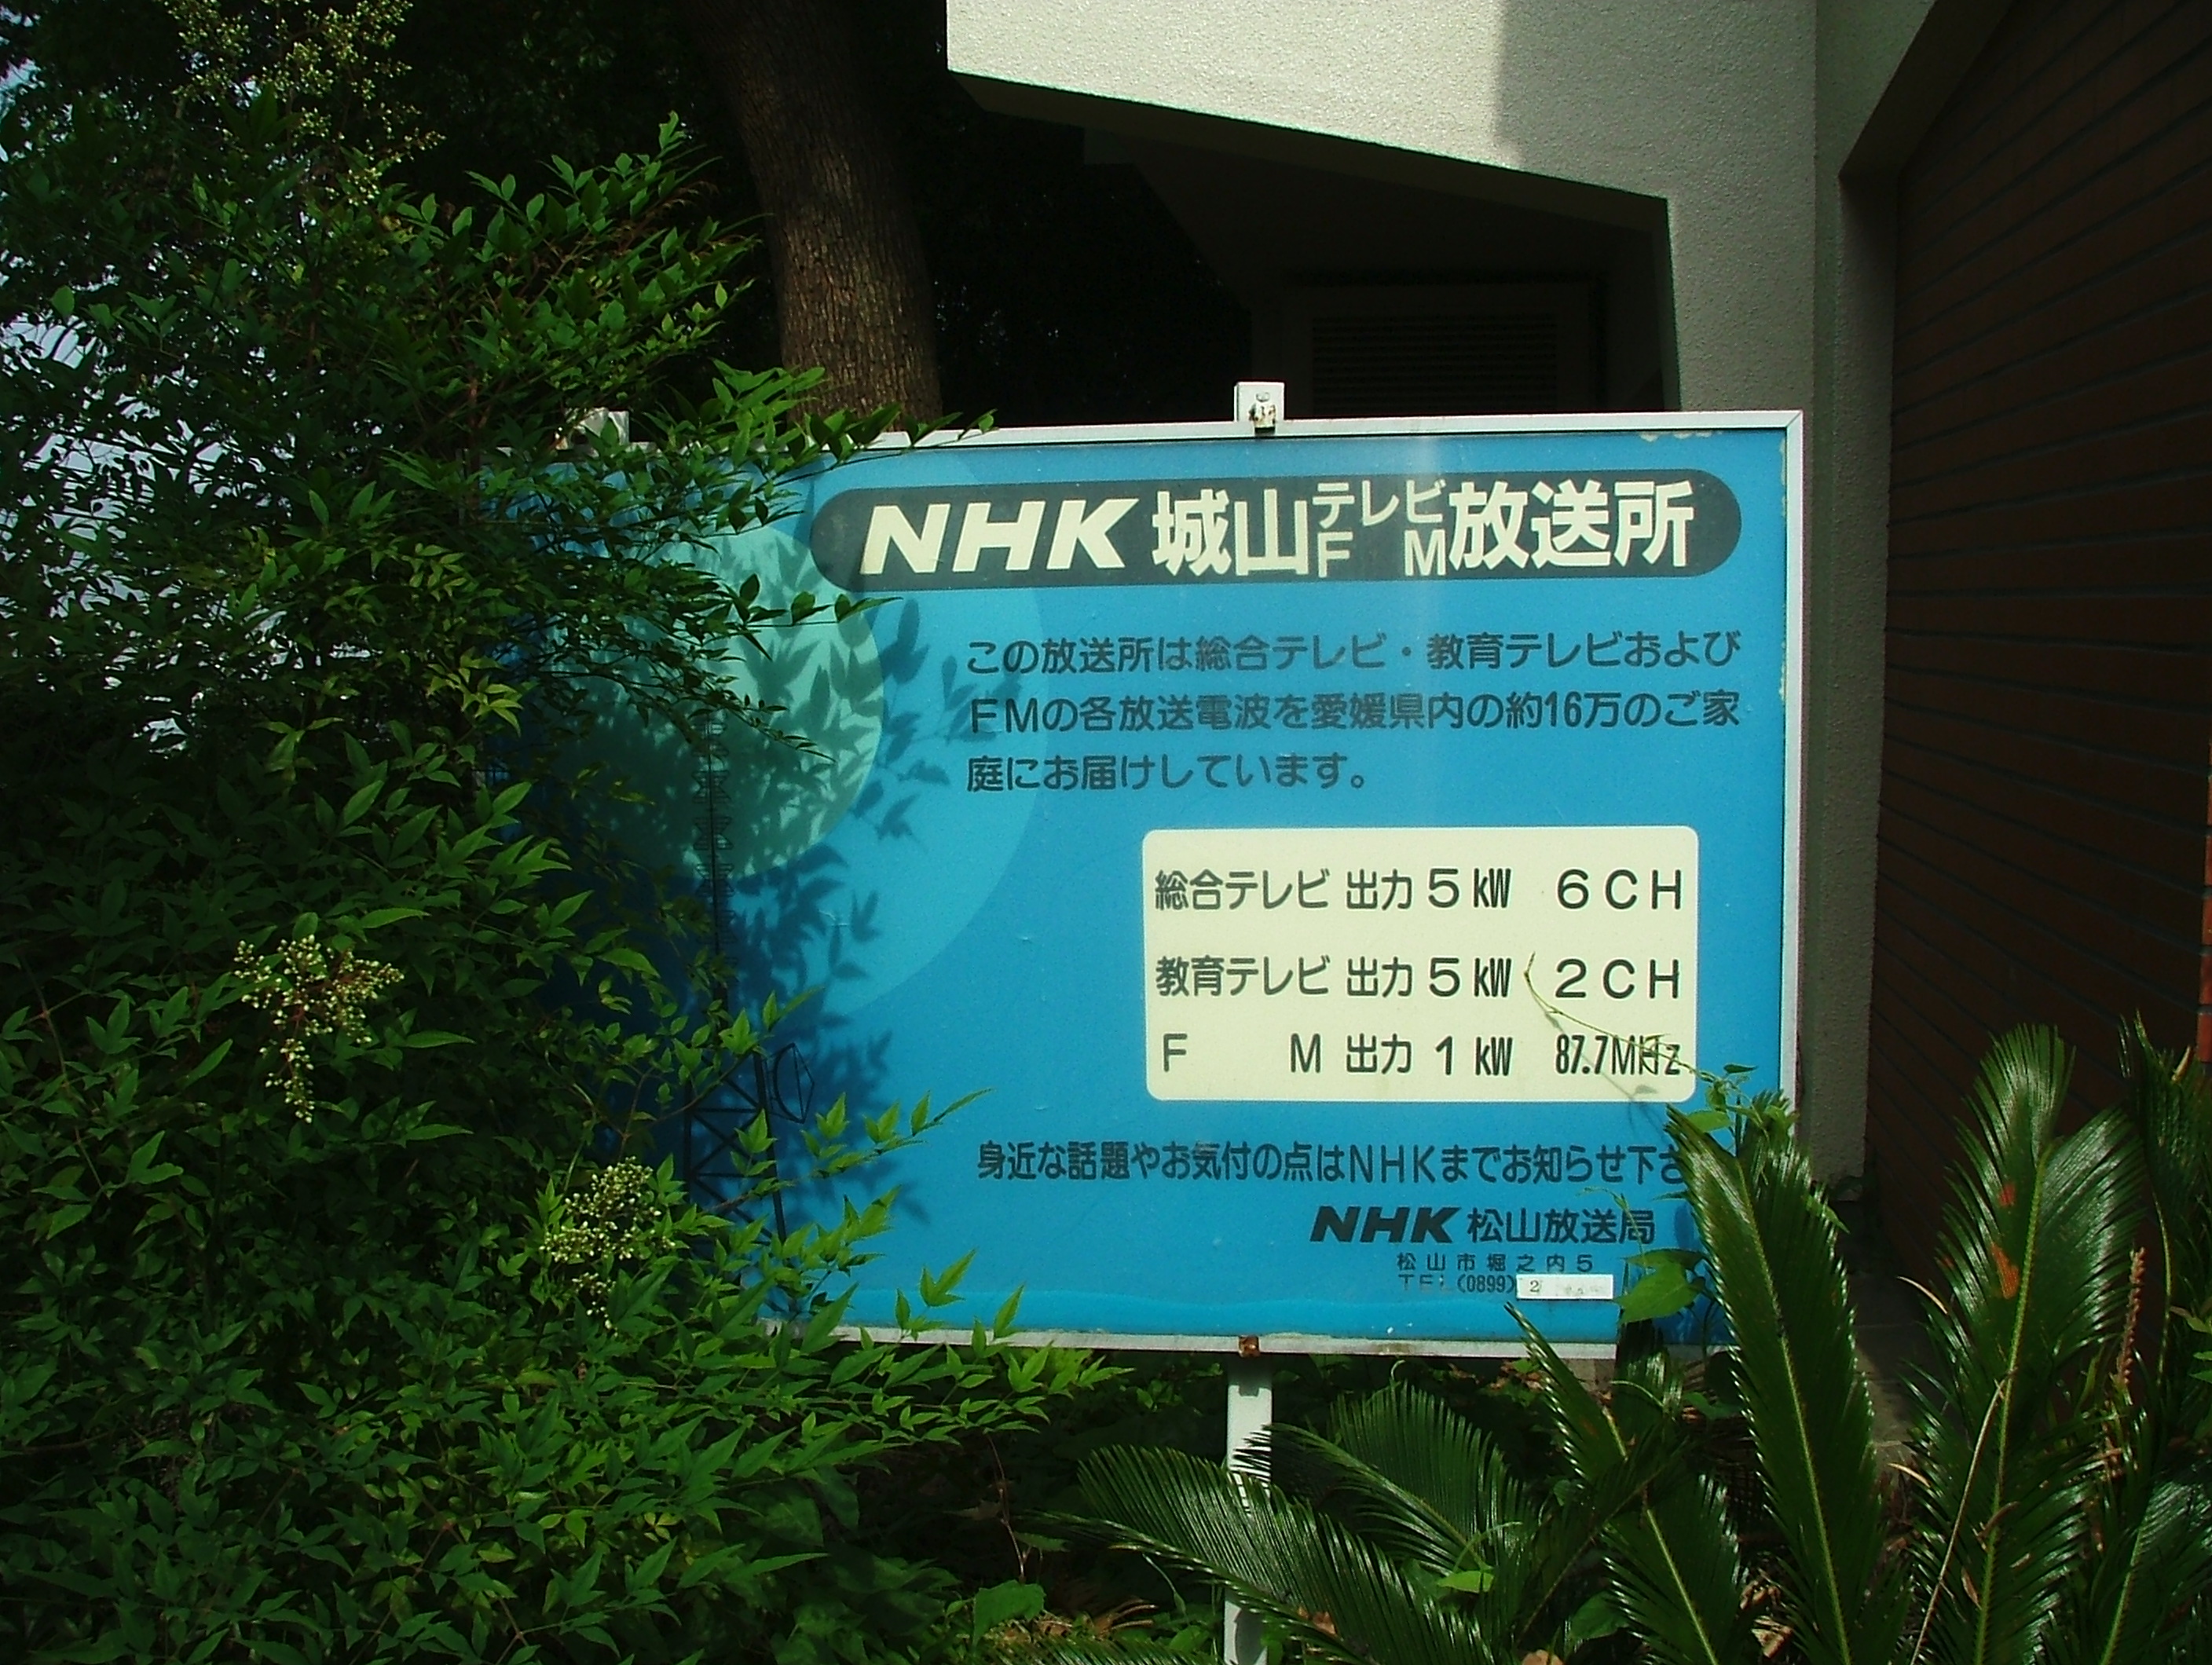 NHK 城山テレビFM放送所
この放送所は総合テレビ・教育テレビおよび
FMの各放送電波を愛媛県内の約16万のご家
庭にお届けしています。
総合テレビ 出力 5 kW 6CH
教育テレビ 出力 5 kW 2CH
F M 出力 1 kW 87.7MHz
身近な話題やお気付の点はNHKまでお知らせ下さ
NHK 松山放送局
松山市堀之内5
TEL(0899)2